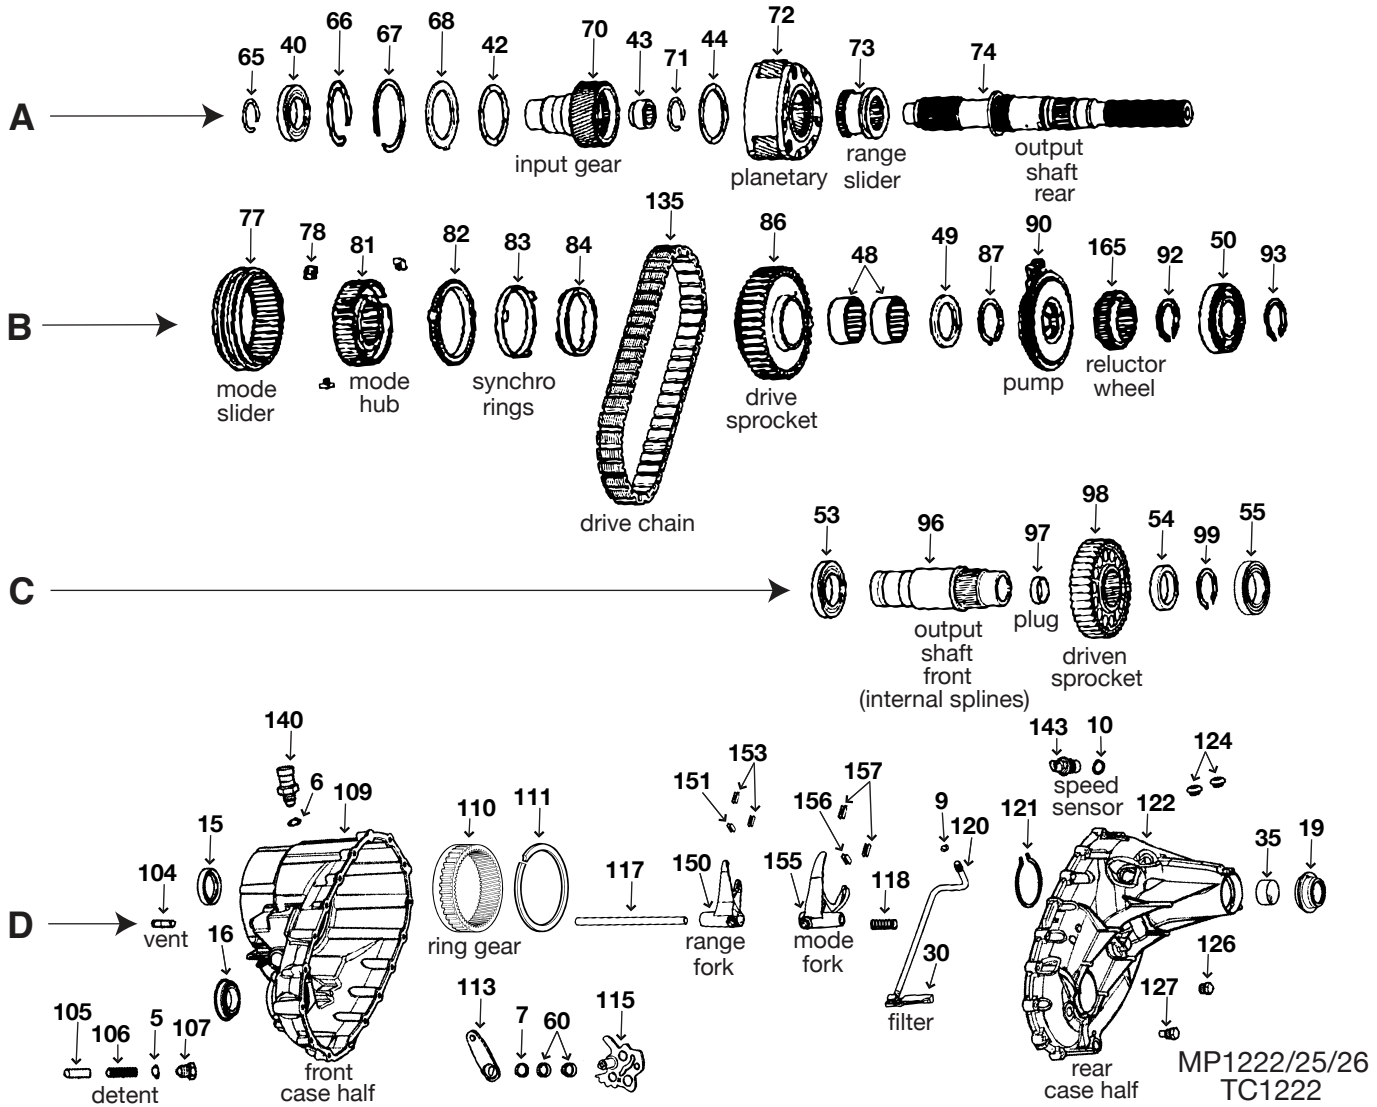 72
66
68
70
73
74
40
67
42
43
71
44
65
A
input gear
planetary
range
slider
output
shaft
rear
135
77
78
81
82
83
84
86
48
49
87
90
165
92
50
93
B
mode
slider
mode
hub
synchro
rings
drive
sprocket
pump
reluctor
wheel
drive chain
53
96
97
98
54
99
55
C
output
shaft
front
(internal splines)
plug
driven
sprocket
140
6
109
15
104
D
vent
16
110
111
117
151
153
150
155
156
157
118
9
120
30
121
143
10
124
speed
sensor
122
35
19
126
127
ring gear
range
fork
mode
fork
filter
105
106
5
107
detent
front
case half
113
7
60
115
rear
case half
MP1222/25/26
TC1222